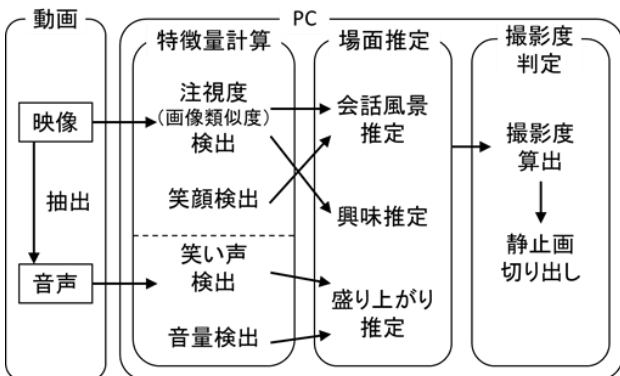 動画
映像
抽出
音声
PC
特徴量計算
注視度
(画像類似度)
検出
笑顔検出
笑い声
検出
音量検出
場面推定
会話風景
推定
興味推定
盛り上がり
推定
撮影度
判定
撮影度
算出
静止画
切り出し